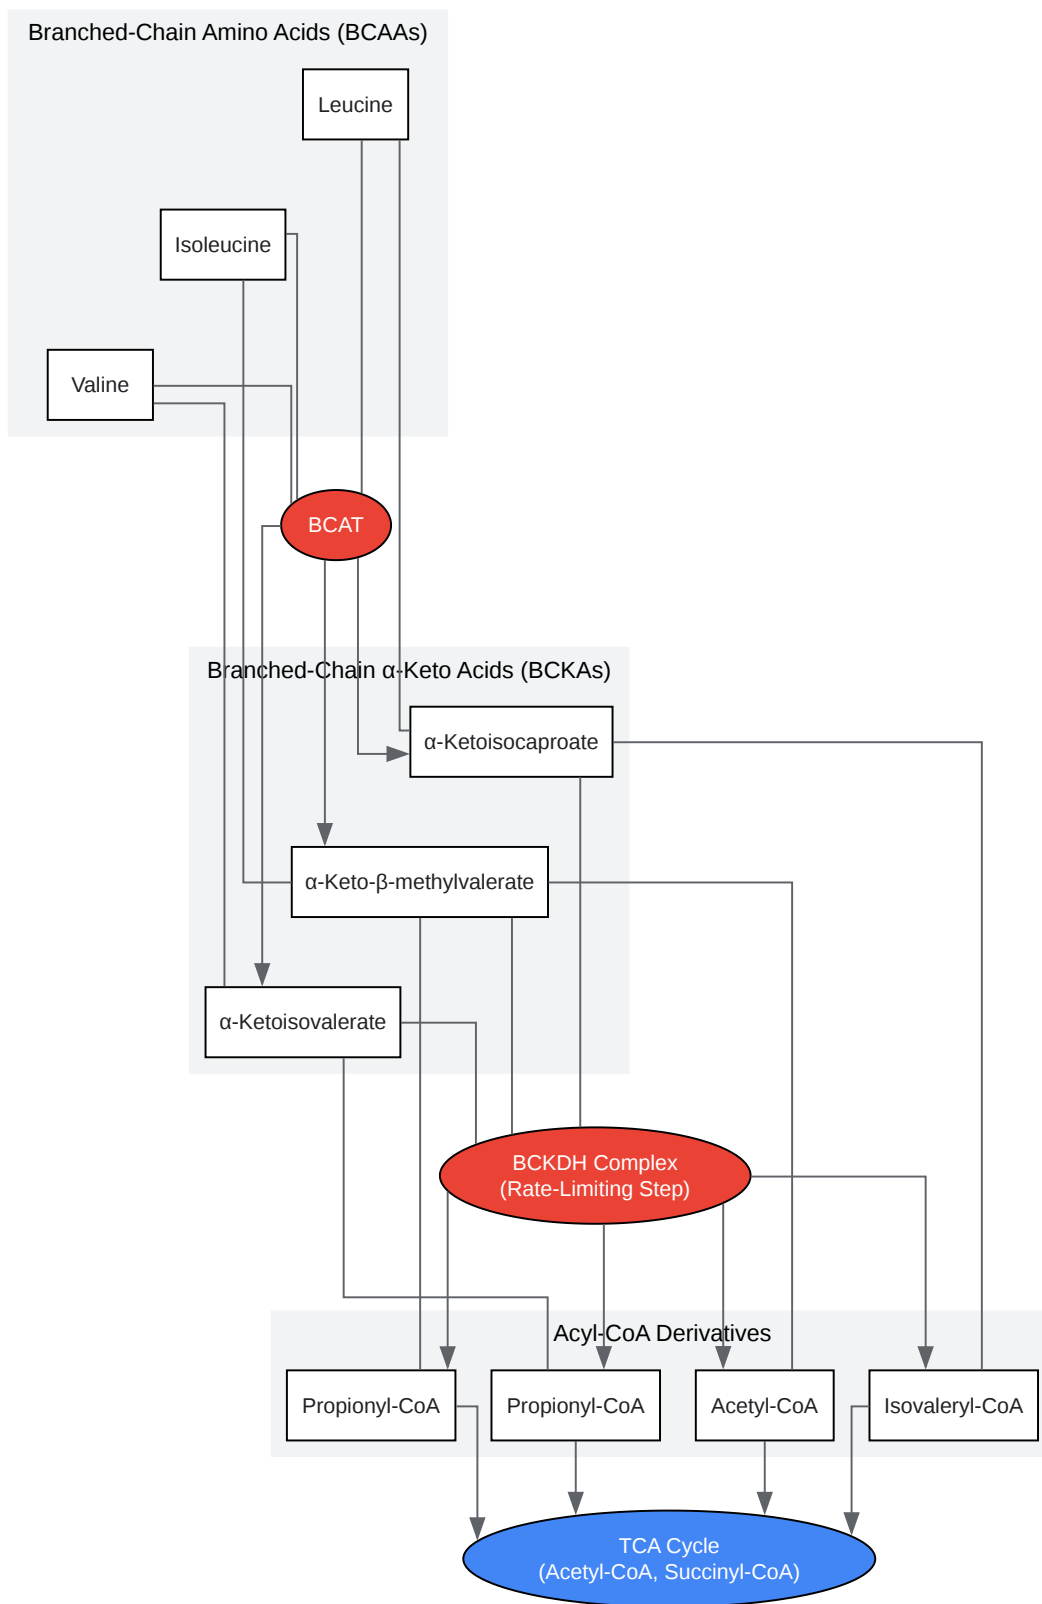 Branched-Chain Amino Acids (BCAAs)
Leucine
Isoleucine
Valine
BCAT
Branched-Chain α-Keto Acids (BCKAs)
α-Ketoisocaproate
α-Keto-β-methylvalerate
α-Ketoisovalerate
BCKDH Complex
(Rate-Limiting Step)
Acyl-CoA Derivatives
Propionyl-CoA
Propionyl-CoA
Acetyl-CoA
Isovaleryl-CoA
TCA Cycle
(Acetyl-CoA, Succinyl-CoA)